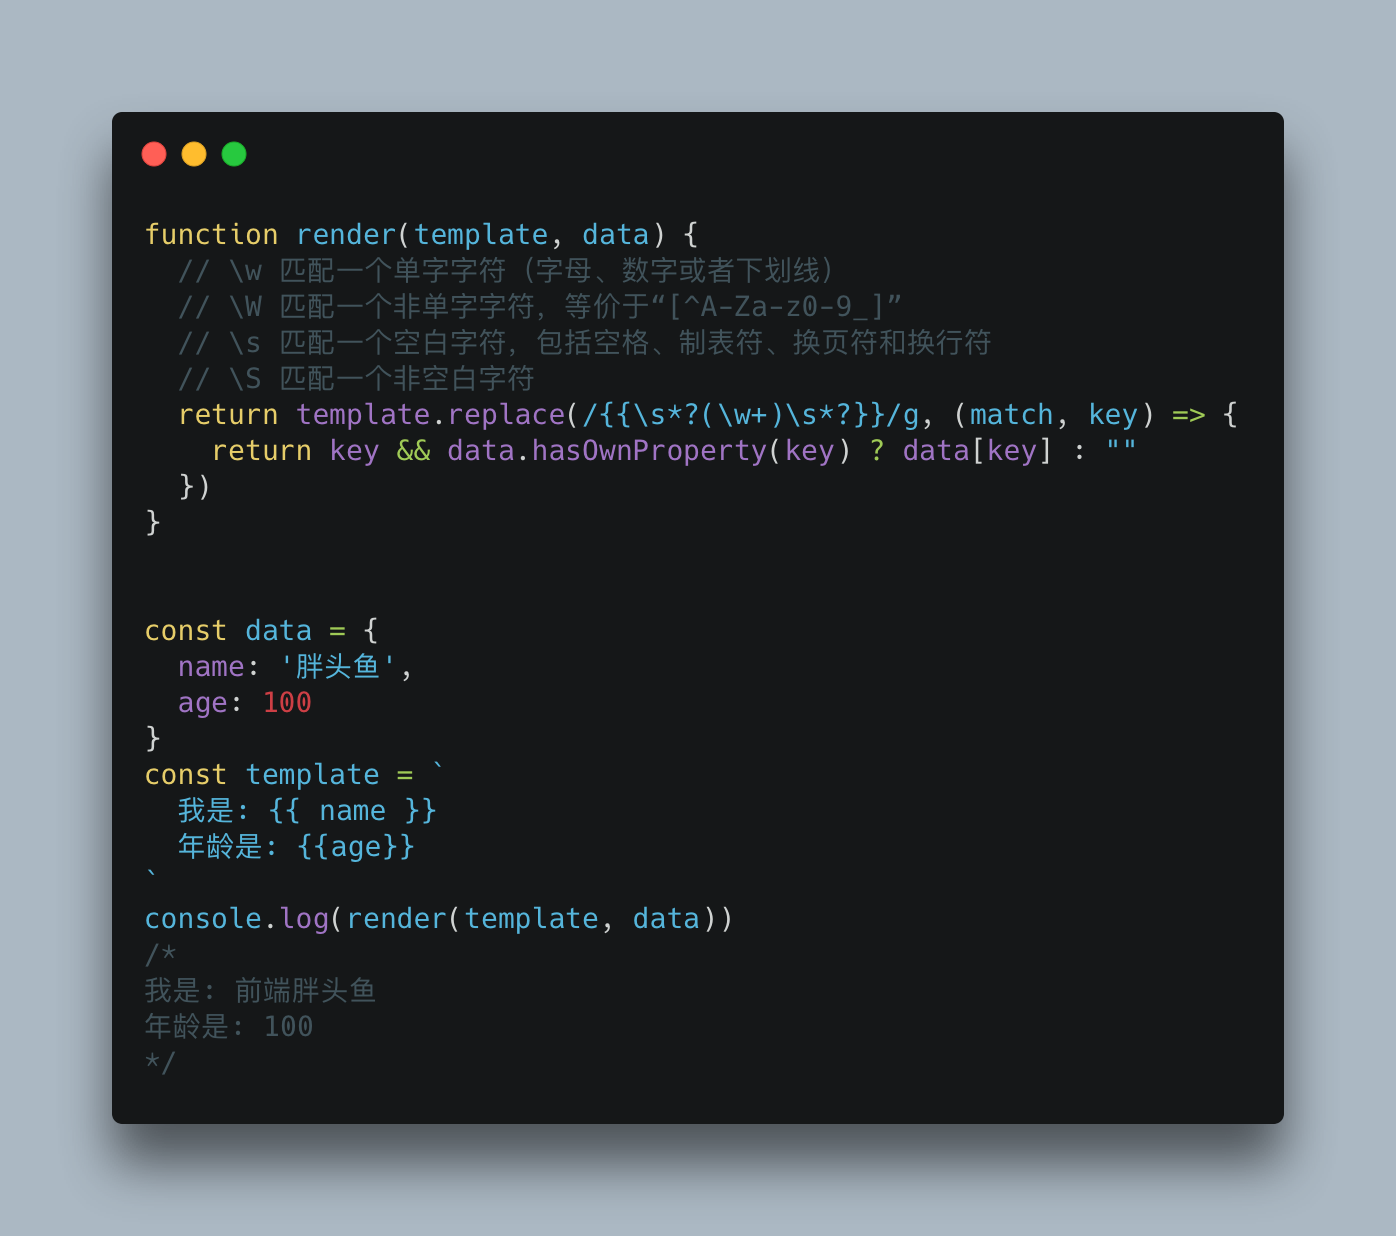 function render(template, data) {
  // \w 匹配一个单字字符（字母、数字或者下划线）
  // \W 匹配一个非单字字符，等价于“[^A-Za-z0-9_]”
  // \s 匹配一个空白字符，包括空格、制表符、换页符和换行符
  // \S 匹配一个非空白字符
  return template.replace(/{{\s*?(\w+)\s*?}}/g, (match, key) => {
    return key && data.hasOwnProperty(key) ? data[key] : ""
  })
}
const data = {
  name: '胖头鱼',
  age: 100
}
const template = `
  我是: {{ name }}
  年龄是: {{age}}
`
console.log(render(template, data))
/*
我是: 前端胖头鱼
年龄是: 100
*/